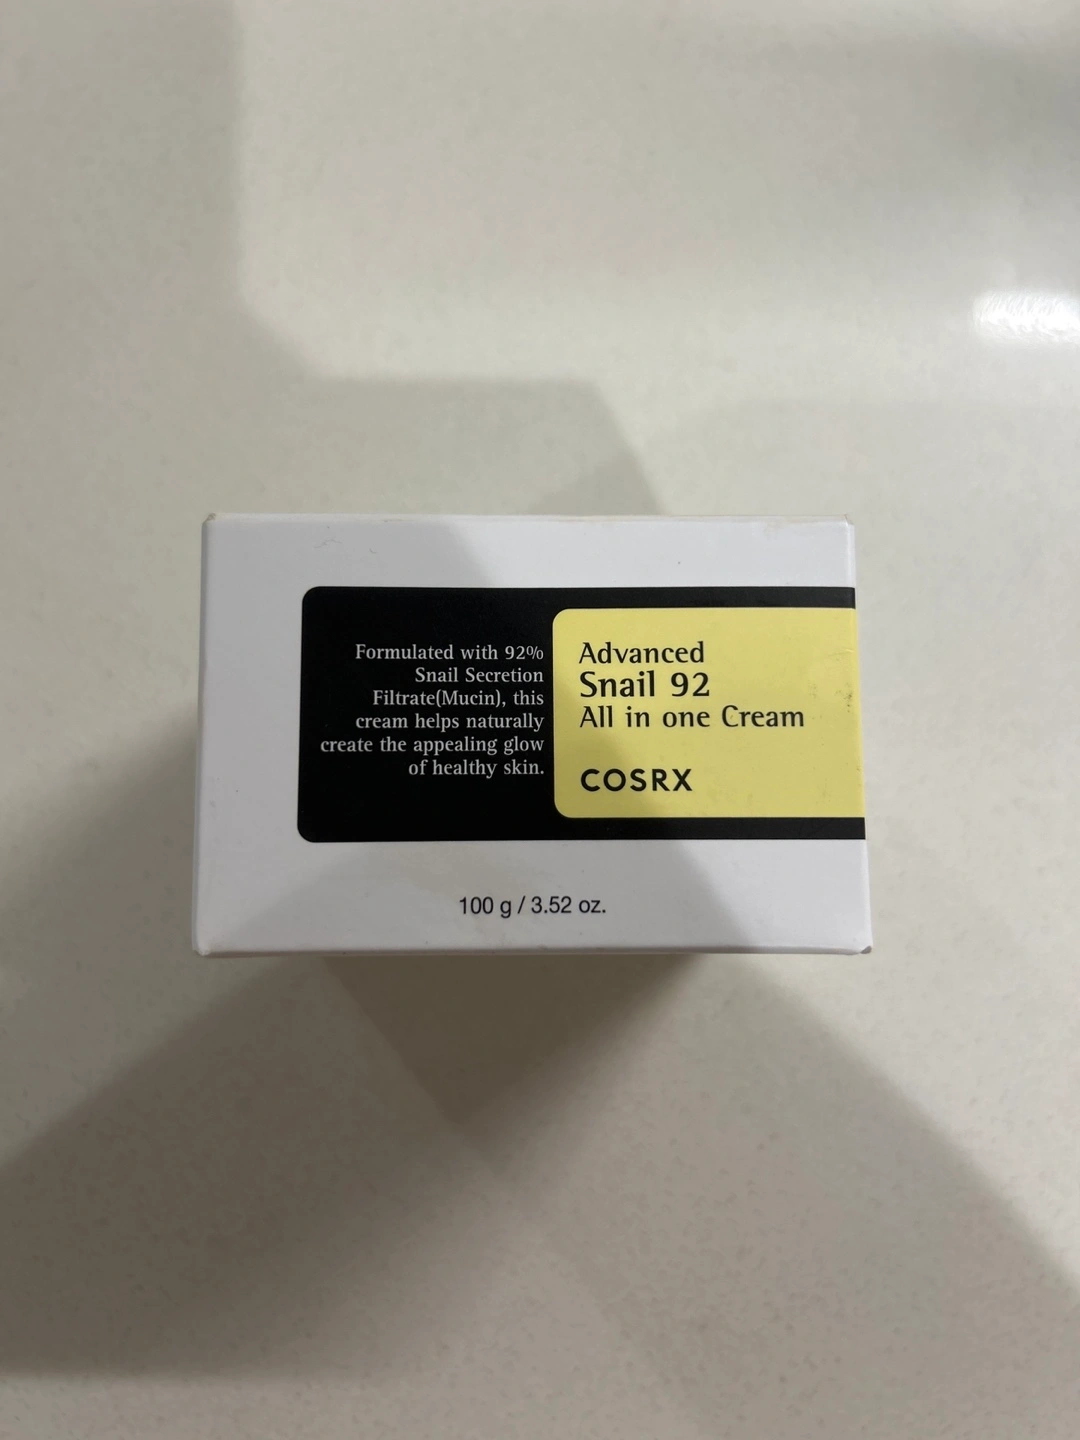 Formulated with 92%
Snail Secretion
Filtrate(Mucin), this
cream helps naturally
create the appealing glow
of healthy skin.
Advanced
Snail 92
All in one Cream
COSRX
100 g / 3.52 oz.